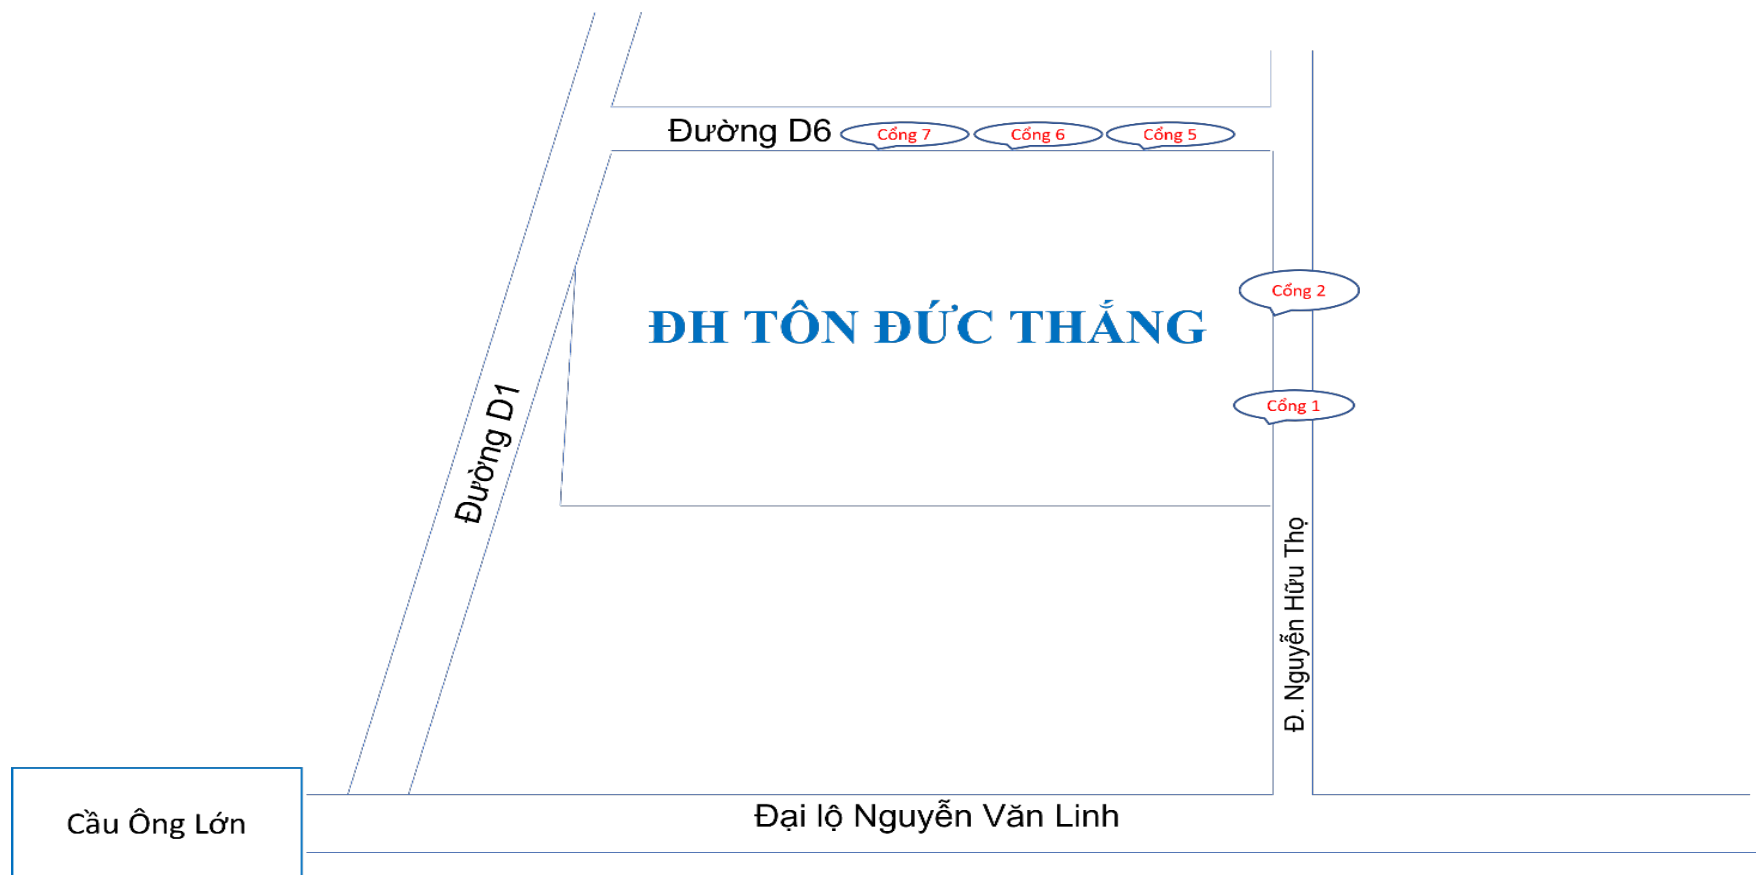 Đường D6
Cổng 7
Cổng 6
Cổng 5
Cổng 2
ĐH TÔN ĐỨC THẮNG
Cổng 1
Đường D1
Đ. Nguyễn Hữu Thọ
Cầu Ông Lớn
Đại lộ Nguyễn Văn Linh